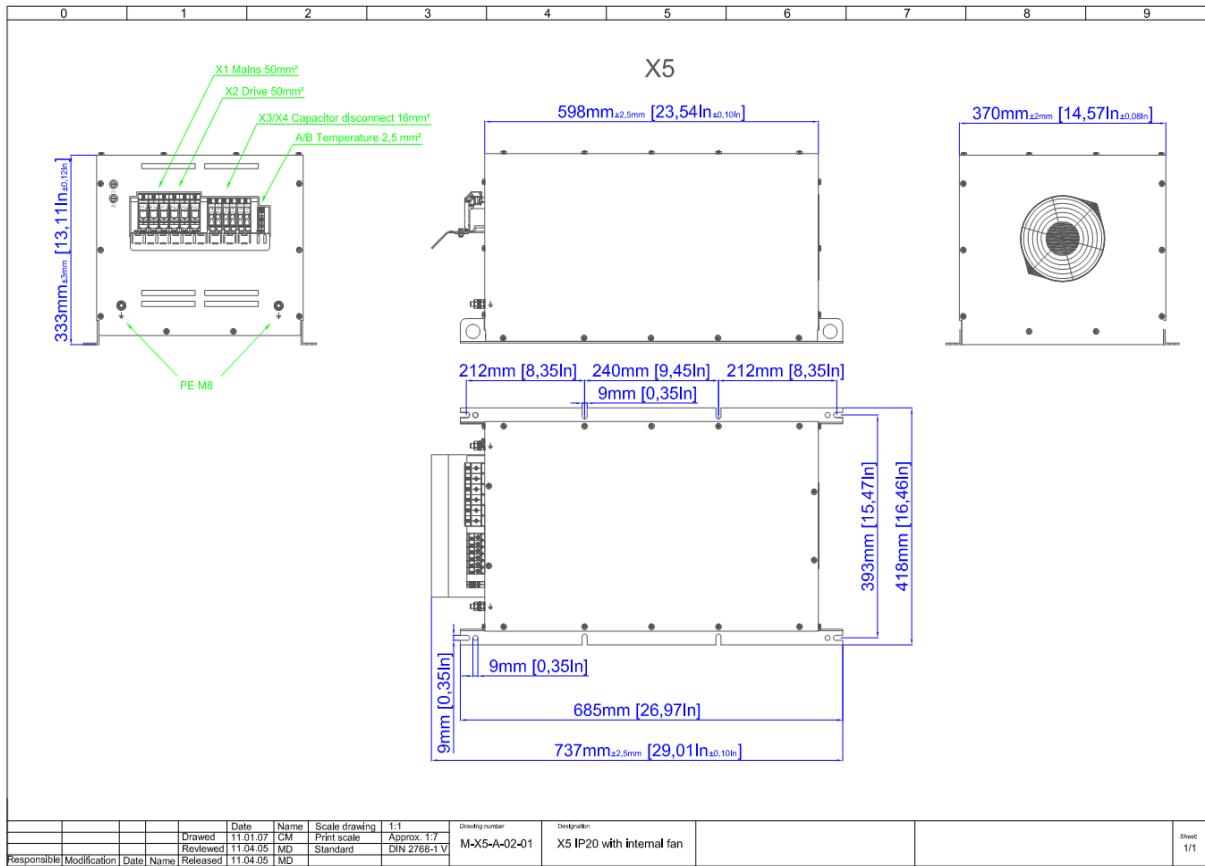 0 1 2 3 4 5 6 7 8 9
X5
X1 Mains 50mm²
X2 Drive 50mm²
X3/X4 Capacitor disconnect 16mm²
A/B Temperature 2,5 mm²
333mm±3mm [13,11In±0,12In]
PE M8
598mm±2,5mm [23,54In±0,10In]
370mm±2mm [14,57In±0,08In]
212mm [8,35In] 240mm [9,45In] 212mm [8,35In]
9mm [0,35In]
393mm [15,47In]
418mm [16,46In]
9mm [0,35In]
9mm [0,35In]
685mm [26,97In]
737mm±2,5mm [29,01In±0,10In]
Date Name Scale drawing 1:1
Drawed 11.01.07 CM Print scale Approx. 1:7
Reviewed 11.04.05 MD Standard DIN 2768-1 V
Responsible Modification Date Name Released 11.04.05 MD
Drawing number
M-X5-A-02-01
Designation
X5 IP20 with internal fan
Sheet
1/1